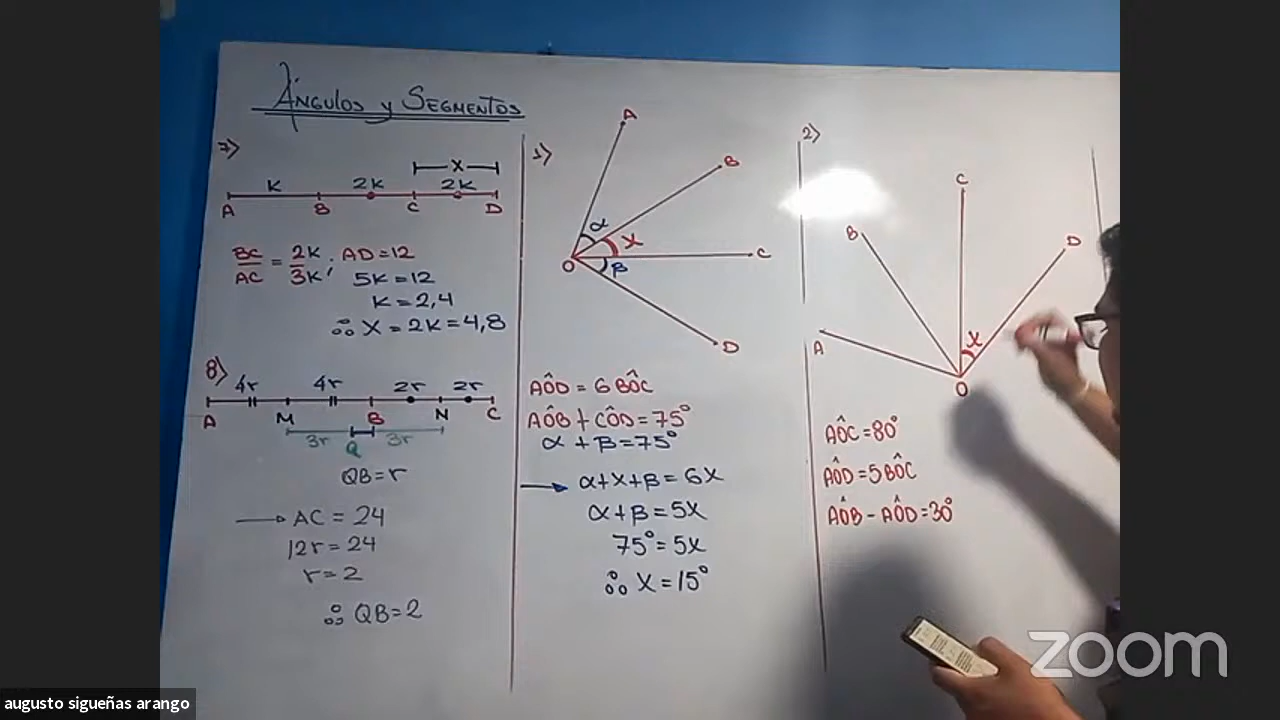 Ángulos y Segmentos
7)
x
k 2k 2k
A B C D
BC/AC = 2k/3k ; AD = 12
5k = 12
k = 2,4
∴ x = 2k = 4,8
8)
4r 4r 2r 2r
A M B N C
3r Q 3r
QB = r
→ AC = 24
12r = 24
r = 2
∴ QB = 2
1)
A
B
α
x
O β C
D
AÔD = 6 BÔC
AÔB + CÔD = 75°
α + β = 75°
→ α + x + β = 6x
α + β = 5x
75° = 5x
∴ x = 15°
2)
C
B D
x
A
O
AÔC = 80°
AÔD = 5BÔC
AÔB - AÔD = 30°
zoom
augusto sigueñas arango